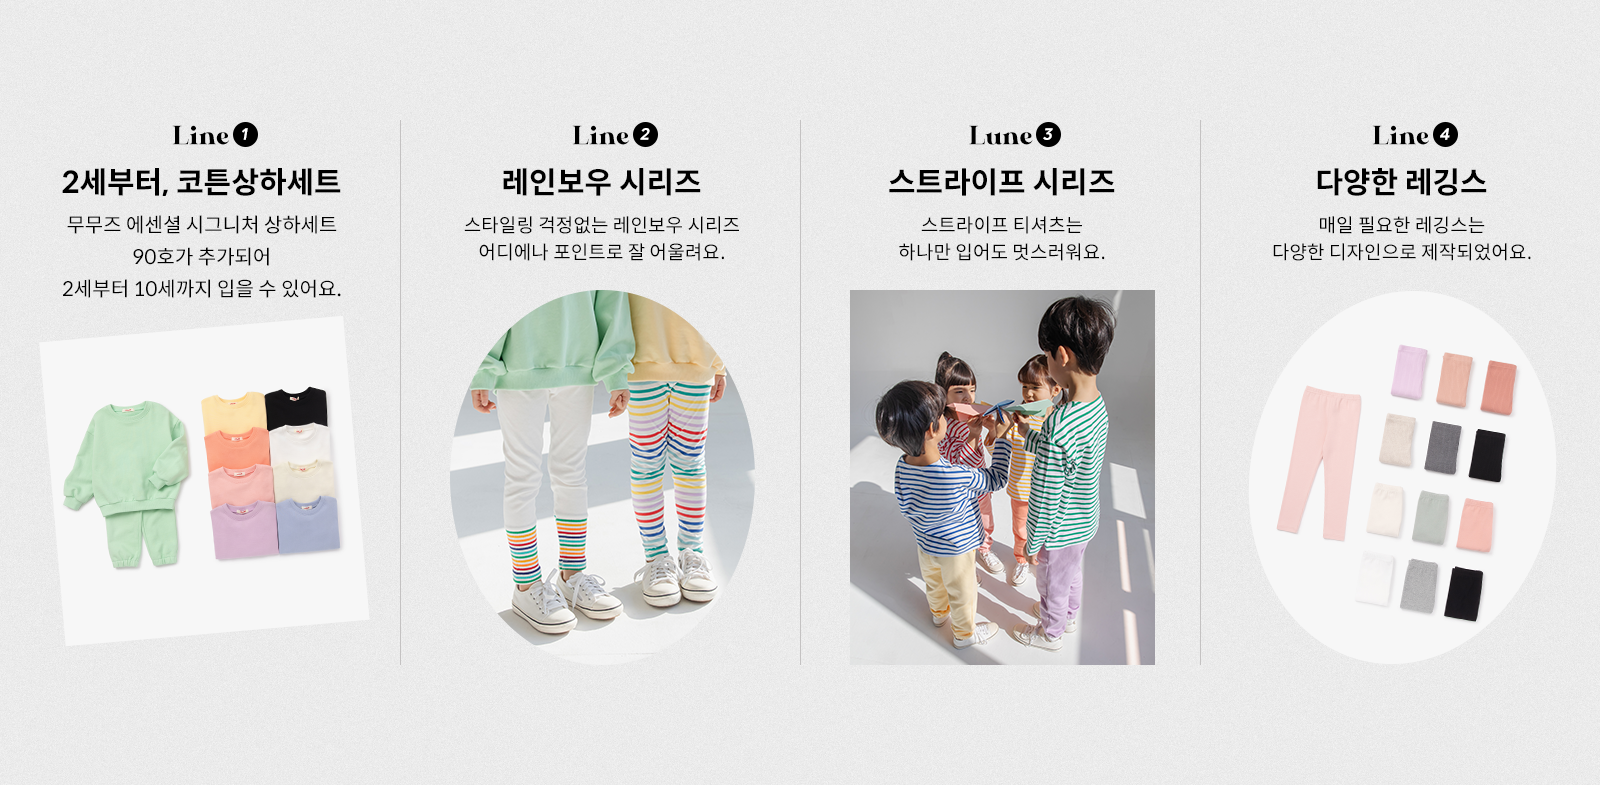 Line 1
2세부터, 코튼상하세트
무무즈 에센셜 시그니처 상하세트
90호가 추가되어
2세부터 10세까지 입을 수 있어요.
Line 2
레인보우 시리즈
스타일링 걱정없는 레인보우 시리즈
어디에나 포인트로 잘 어울려요.
Lune 3
스트라이프 시리즈
스트라이프 티셔츠는
하나만 입어도 멋스러워요.
Line 4
다양한 레깅스
매일 필요한 레깅스는
다양한 디자인으로 제작되었어요.